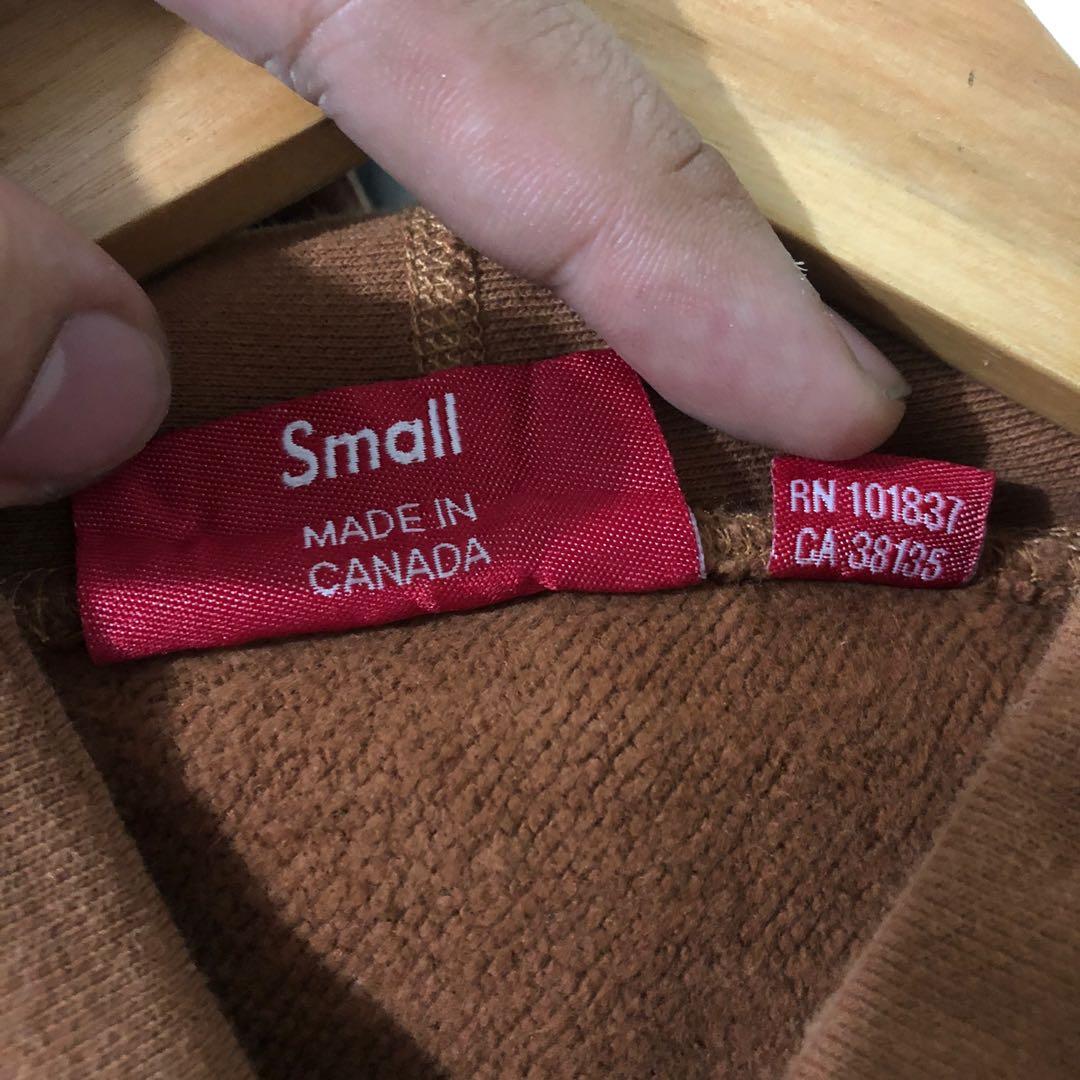 Small
MADE IN
CANADA
RN 101837
CA 38135